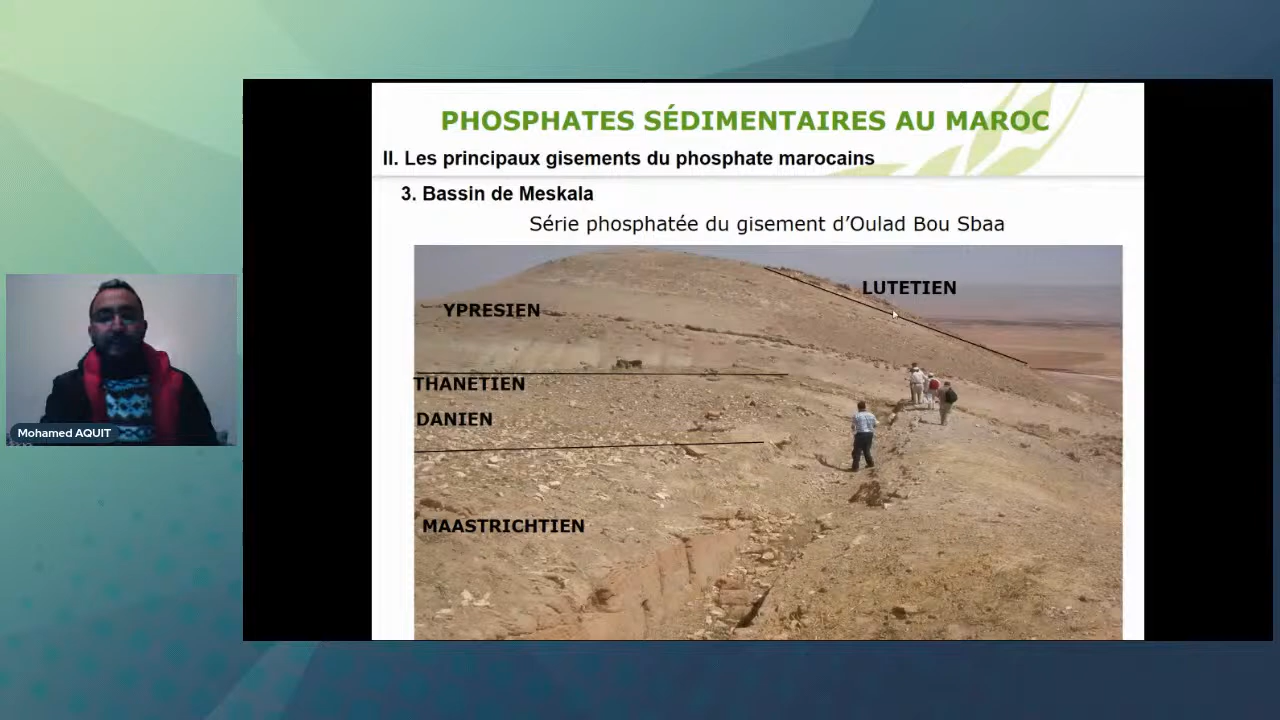 PHOSPHATES SÉDIMENTAIRES AU MAROC
II. Les principaux gisements du phosphate marocains
3. Bassin de Meskala
Série phosphatée du gisement d’Oulad Bou Sbaa
LUTETIEN
YPRESIEN
THANETIEN
DANIEN
MAASTRICHTIEN
Mohamed AQUIT